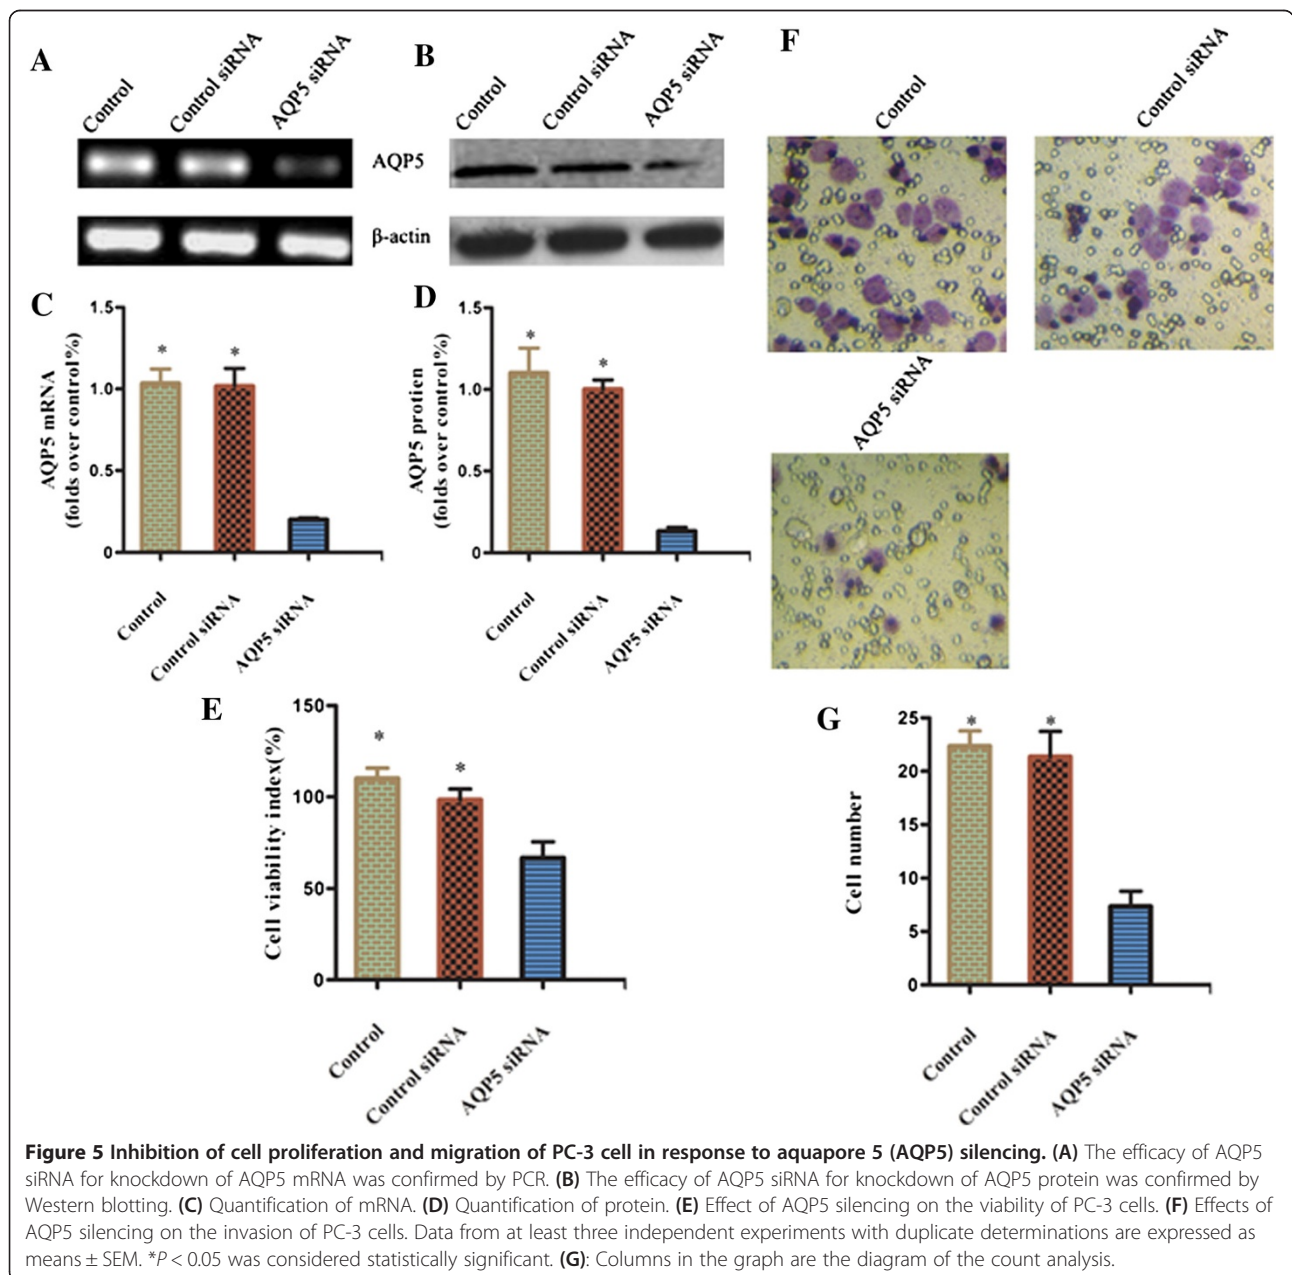 A
Control
Control siRNA
AQP5 siRNA
AQP5
β-actin
B
Control
Control siRNA
AQP5 siRNA
C
AQP5 mRNA
(folds over control%)
1.5
1.0
0.5
0
*
*
Control
Control siRNA
AQP5 siRNA
D
AQP5 protien
(folds over control%)
1.5
1.0
0.5
0
*
*
Control
Control siRNA
AQP5 siRNA
F
Control
Control siRNA
AQP5 siRNA
E
Cell viability index(%)
150
100
50
0
*
*
Control
Control siRNA
AQP5 siRNA
G
Cell number
25
20
15
10
5
0
*
*
Control
Control siRNA
AQP5 siRNA
Figure 5 Inhibition of cell proliferation and migration of PC-3 cell in response to aquapore 5 (AQP5) silencing. (A) The efficacy of AQP5
siRNA for knockdown of AQP5 mRNA was confirmed by PCR. (B) The efficacy of AQP5 siRNA for knockdown of AQP5 protein was confirmed by
Western blotting. (C) Quantification of mRNA. (D) Quantification of protein. (E) Effect of AQP5 silencing on the viability of PC-3 cells. (F) Effects of
AQP5 silencing on the invasion of PC-3 cells. Data from at least three independent experiments with duplicate determinations are expressed as
means ± SEM. *P < 0.05 was considered statistically significant. (G): Columns in the graph are the diagram of the count analysis.